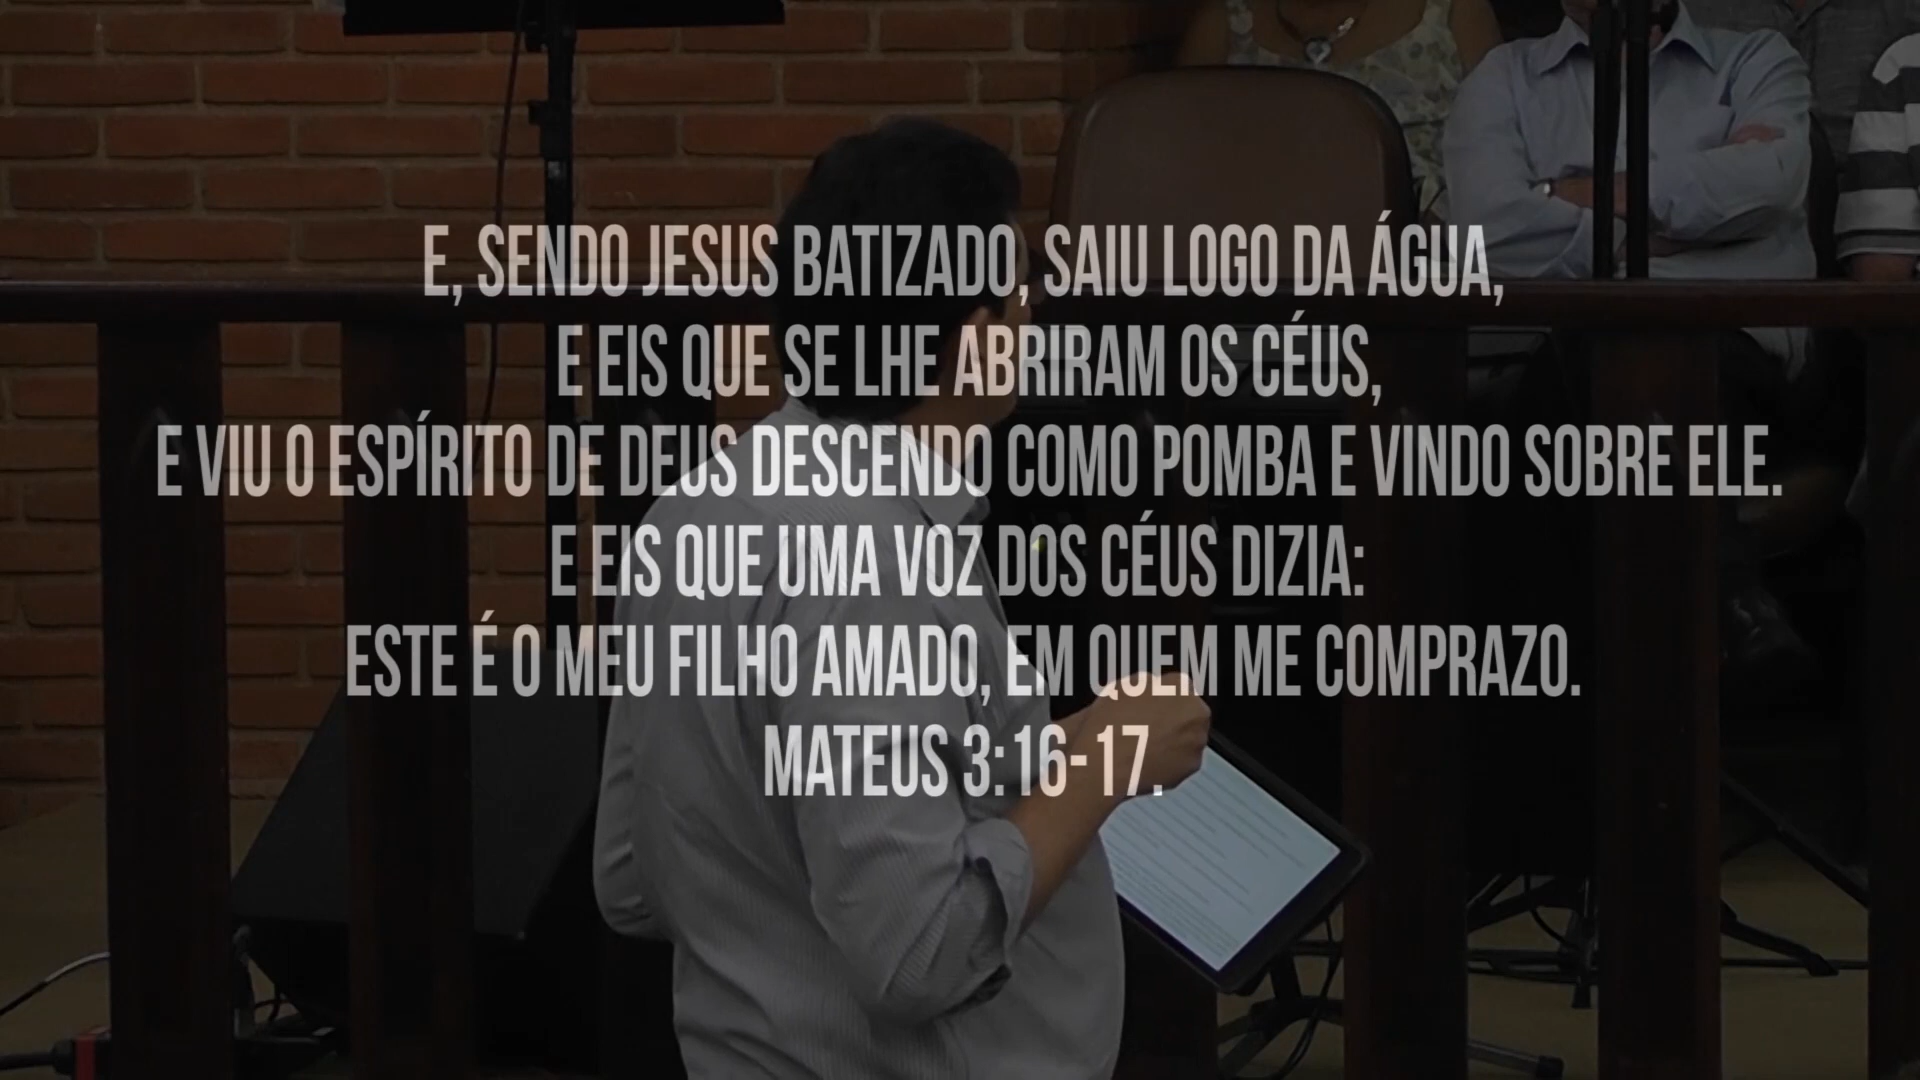 E, SENDO JESUS BATIZADO, SAIU LOGO DA ÁGUA,
E EIS QUE SE LHE ABRIRAM OS CÉUS,
E VIU O ESPÍRITO DE DEUS DESCENDO COMO POMBA E VINDO SOBRE ELE.
E EIS QUE UMA VOZ DOS CÉUS DIZIA:
ESTE É O MEU FILHO AMADO, EM QUEM ME COMPRAZO.
MATEUS 3:16-17.